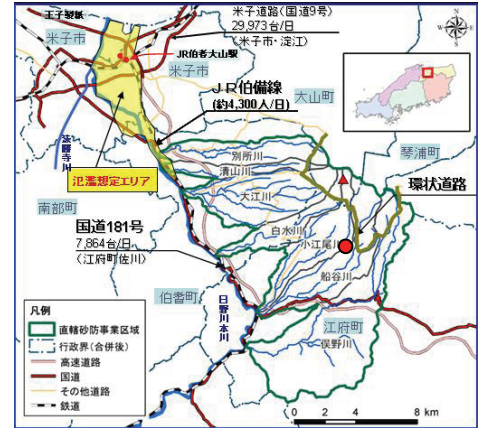 王子製紙
米子道路(国道9号)
29,973台/日
(米子市・淀江)
米子市
JR伯耆大山駅
米子市
JR伯備線
(約4,300人/日)
大山町
法勝寺川
別所川
琴浦町
清山川
氾濫想定エリア
環状道路
大江川
南部町
国道181号
7,864台/日
(江府町佐川)
白水川
小江尾川
船谷川
伯耆町
日野川本川
江府町
俣野川
凡例
直轄砂防事業区域
行政界(合併後)
高速道路
国道
その他道路
鉄道
0 2 4 8 km